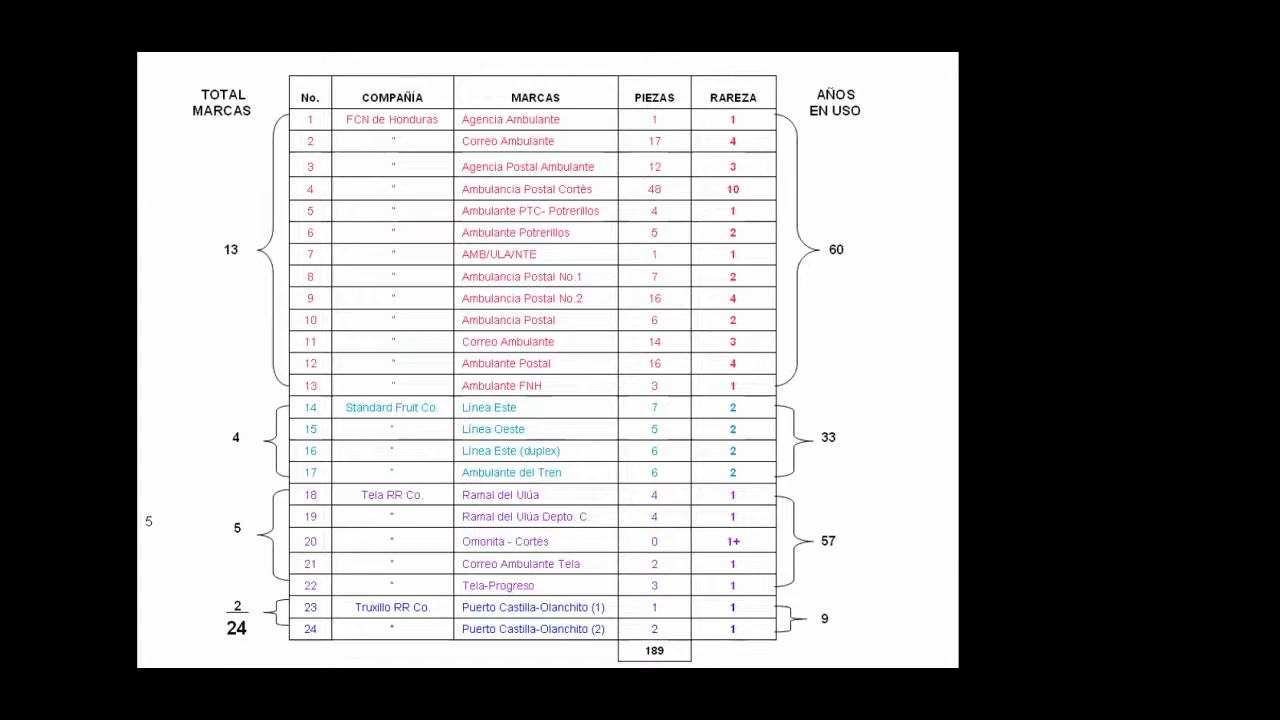 TOTAL MARCAS No. COMPAÑÍA MARCAS PIEZAS RAREZA AÑOS EN USO
1 FCN de Honduras Agencia Ambulante 1 1
2 " Correo Ambulante 17 4
3 " Agencia Postal Ambulante 12 3
4 " Ambulancia Postal Cortés 48 10
5 " Ambulante PTC- Potrerillos 4 1
6 " Ambulante Potrerillos 5 2
13 7 " AMB/ULA/NTE 1 1 60
8 " Ambulancia Postal No.1 7 2
9 " Ambulancia Postal No.2 16 4
10 " Ambulancia Postal 6 2
11 " Correo Ambulante 14 3
12 " Ambulante Postal 16 4
13 " Ambulante FNH 3 1
14 Standard Fruit Co. Línea Este 7 2
4 15 " Línea Oeste 5 2 33
16 " Línea Este (duplex) 6 2
17 " Ambulante del Tren 6 2
18 Tela RR Co. Ramal del Ulúa 4 1
5 5 19 " Ramal del Ulúa Depto. C. 4 1
20 " Omonita - Cortés 0 1+ 57
21 " Correo Ambulante Tela 2 1
22 " Tela-Progreso 3 1
2 23 Truxillo RR Co. Puerto Castilla-Olanchito (1) 1 1 9
24 24 " Puerto Castilla-Olanchito (2) 2 1
189